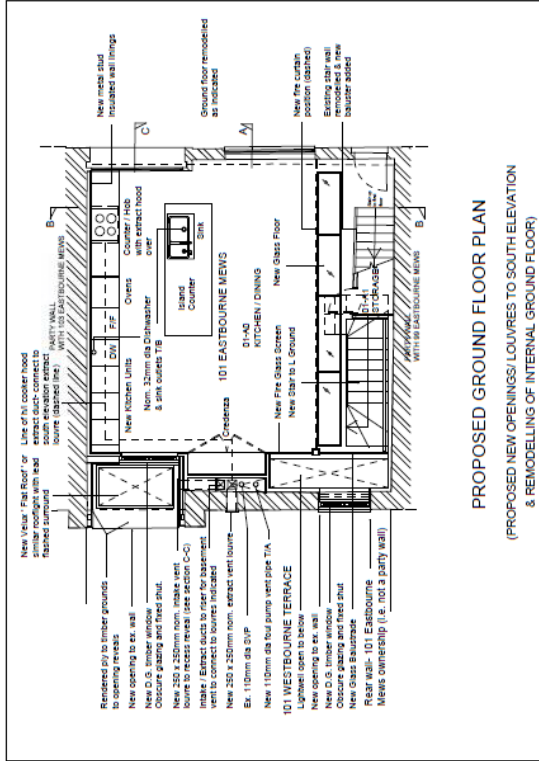 New Velux ' Flat Roof ' or
similar rooflight with lead
flashed surround
Line of h/l cooker hood
extract duct- connect to
south elevation extract
louvre (dashed line)
PARTY WALL
WITH 103 EASTBOURNE MEWS
B
New metal stud
insulated wall linings
C
Ground floor remodelled
as indicated
A
New fire curtain
position (dashed)
Existing stair wall
remodelled & new
baluster added
Rendered ply to timber grounds
to opening reveals
New opening to ex. wall
New D.G. timber window
Obscure glazing and fixed shut.
New 250 x 250mm nom. intake vent
louvre to recess reveal (see section C-C)
Intake / Extract ducts to riser for basement
vent to connect to louvres indicated
New 250 x 250mm nom. extract vent louvre
Ex. 110mm dia SVP
New 110mm dia foul pump vent pipe T/A
101 WESTBOURNE TERRACE
Lightwell open to below
New opening to ex. wall
New D.G. timber window
Obscure glazing and fixed shut
New Glass Balustrade
Rear wall- 101 Eastbourne
Mews ownership (i.e. not a party wall)
DW
F/F
Ovens
New Kitchen Units
Nom. 32mm dia Dishwasher
& sink outlets T/B
Counter / Hob
with extract hood
over
Island
Counter
Sink
101 EASTBOURNE MEWS
01-A0
KITCHEN / DINING
Credenza
New Fire Glass Screen
New Stair to L Ground
New Glass Floor
01-A1
STORAGE
PARTY WALL
WITH 99 EASTBOURNE MEWS
B
PROPOSED GROUND FLOOR PLAN
(PROPOSED NEW OPENINGS/ LOUVRES TO SOUTH ELEVATION
& REMODELLING OF INTERNAL GROUND FLOOR)